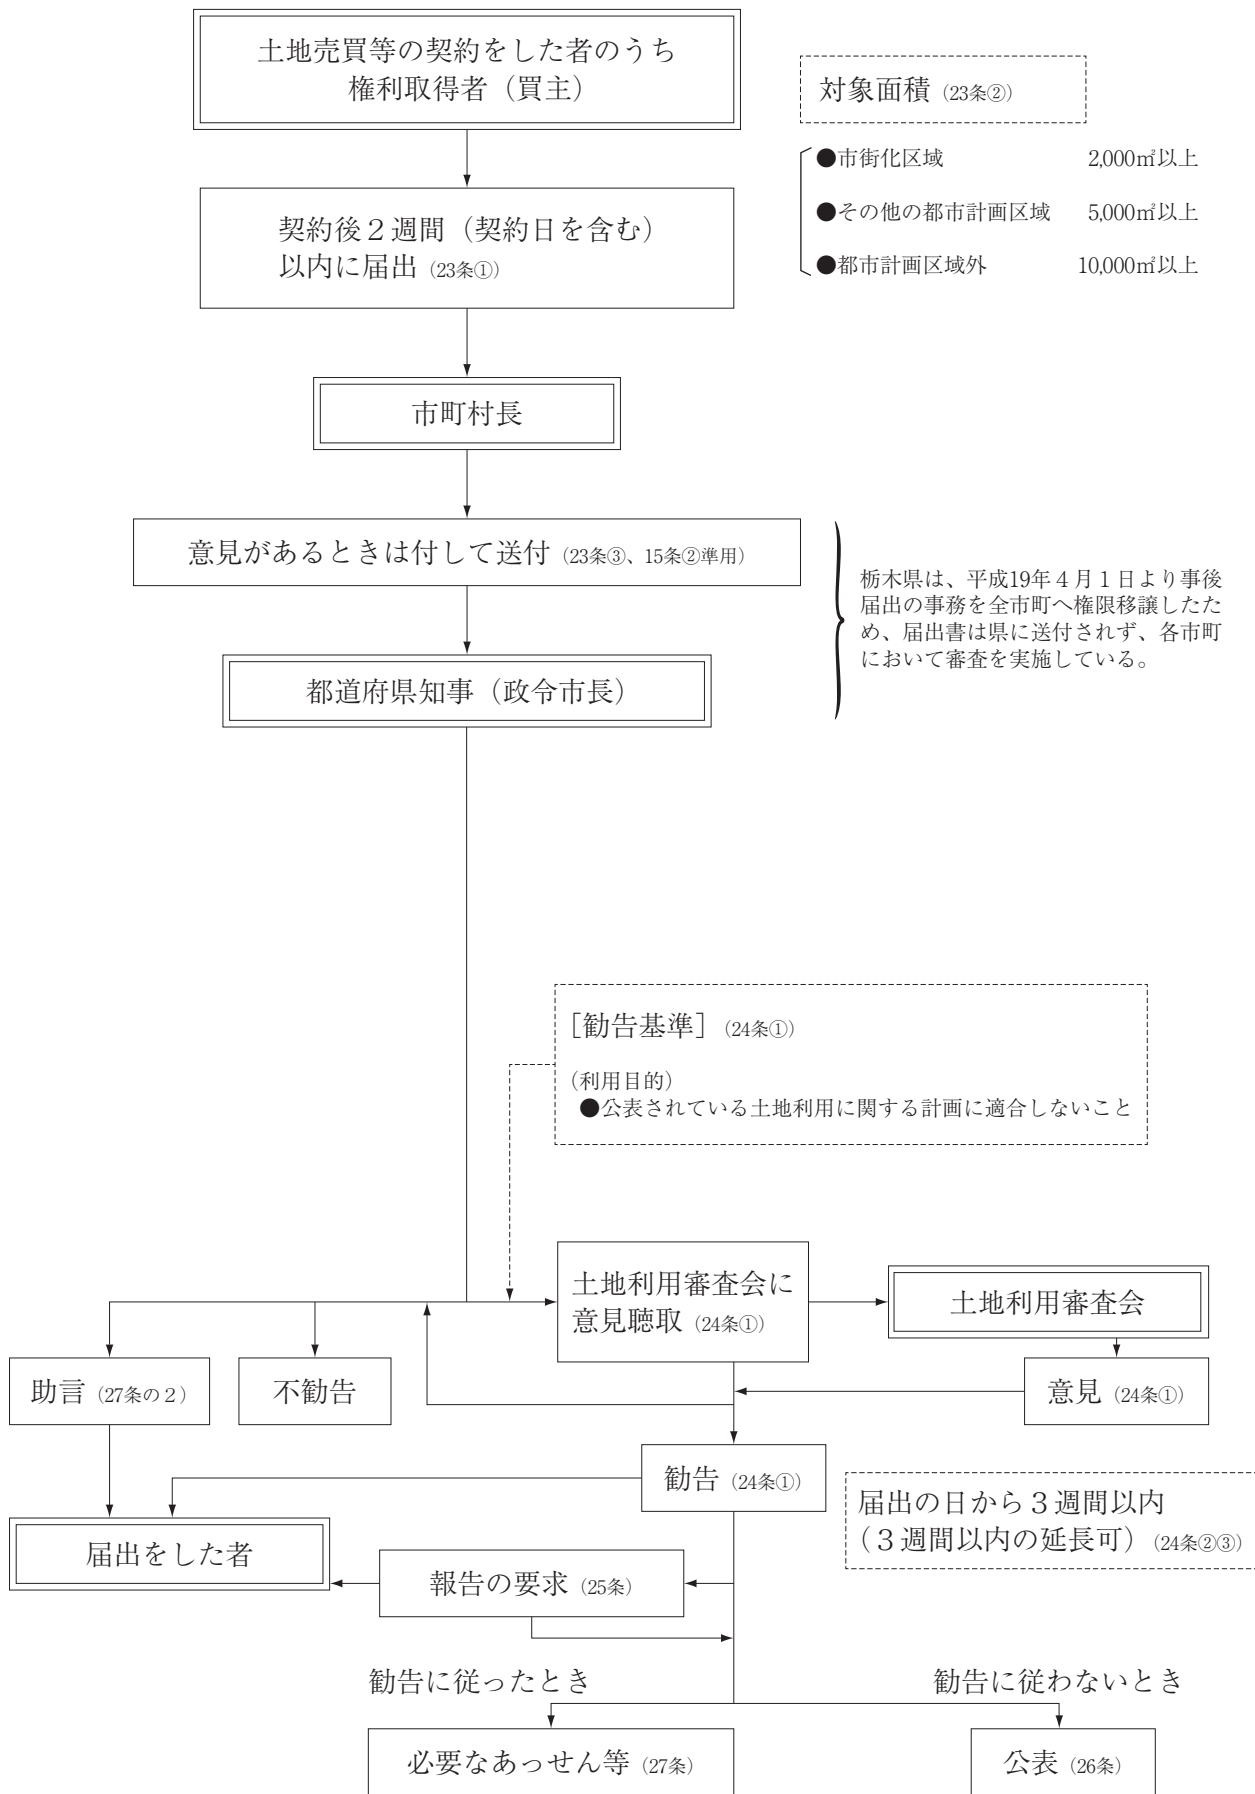 土地売買等の契約をした者のうち
権利取得者（買主）
対象面積（23条②）
●市街化区域　2,000㎡以上
●その他の都市計画区域　5,000㎡以上
●都市計画区域外　10,000㎡以上
契約後２週間（契約日を含む）
以内に届出（23条①）
市町村長
意見があるときは付して送付（23条③、15条②準用）
栃木県は、平成19年４月１日より事後
届出の事務を全市町へ権限移譲したた
め、届出書は県に送付されず、各市町
において審査を実施している。
都道府県知事（政令市長）
［勧告基準］（24条①）
（利用目的）
●公表されている土地利用に関する計画に適合しないこと
土地利用審査会に
意見聴取（24条①）
土地利用審査会
助言（27条の２）
不勧告
意見（24条①）
勧告（24条①）
届出の日から３週間以内
（３週間以内の延長可）（24条②③）
届出をした者
報告の要求（25条）
勧告に従ったとき
勧告に従わないとき
必要なあっせん等（27条）
公表（26条）